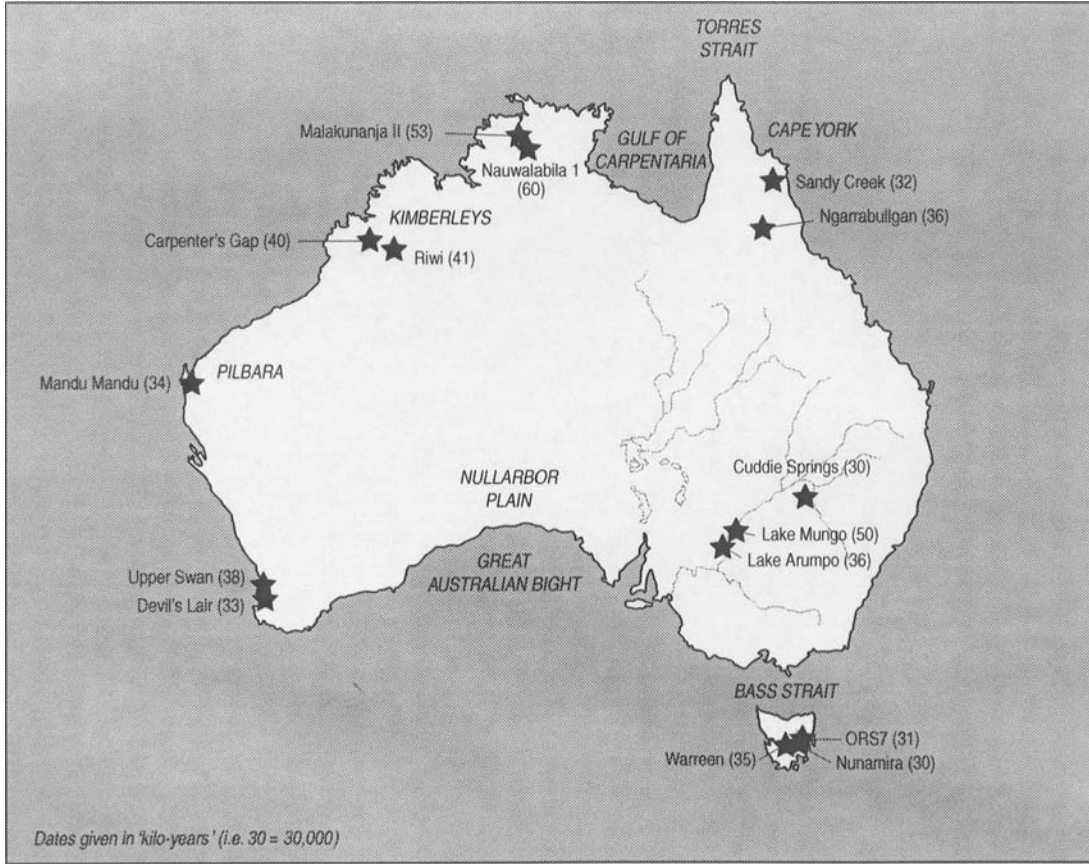 TORRES
STRAIT
Malakunanja II (53)
GULF OF
CARPENTARIA
CAPE YORK
Nauwalabila 1
(60)
Sandy Creek (32)
KIMBERLEYS
Ngarrabullgan (36)
Carpenter's Gap (40)
Riwi (41)
Mandu Mandu (34)
PILBARA
Cuddie Springs (30)
NULLARBOR
PLAIN
Lake Mungo (50)
Lake Arumpo (36)
GREAT
AUSTRALIAN BIGHT
Upper Swan (38)
Devil's Lair (33)
BASS STRAIT
ORS7 (31)
Warreen (35)
Nunamira (30)
Dates given in 'kilo-years' (i.e. 30 = 30,000)